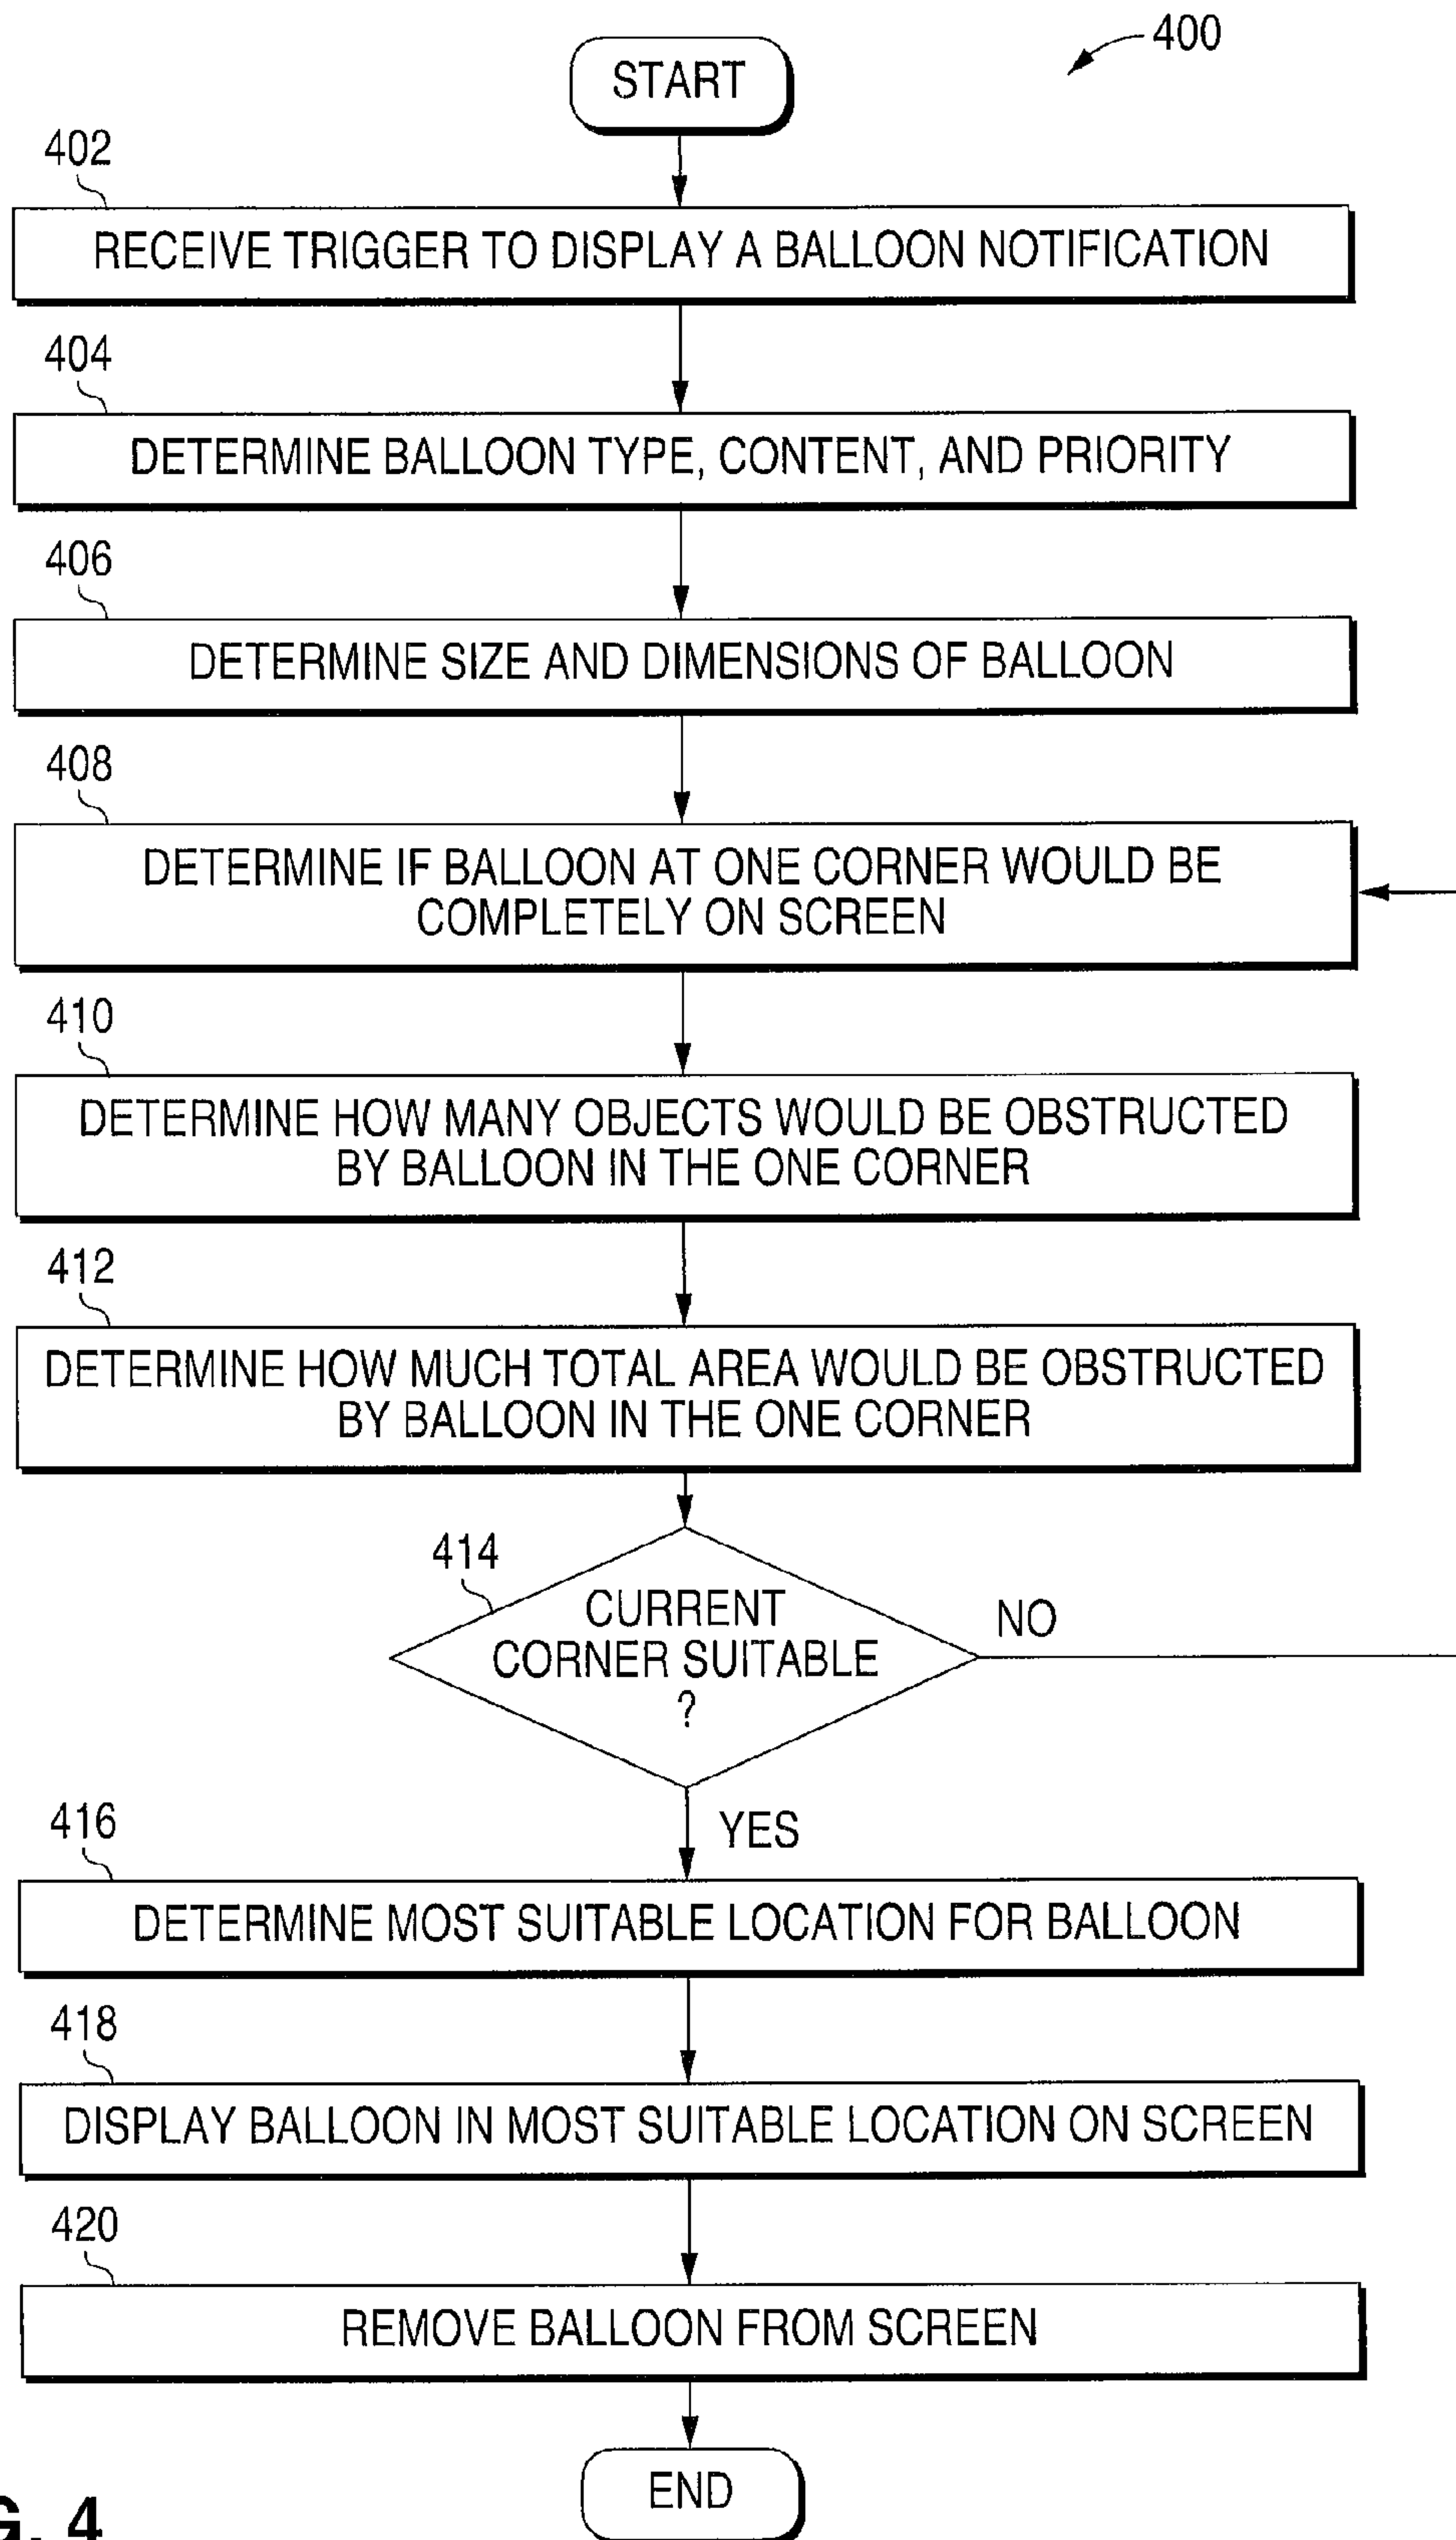 400
START
402
RECEIVE TRIGGER TO DISPLAY A BALLOON NOTIFICATION
404
DETERMINE BALLOON TYPE, CONTENT, AND PRIORITY
406
DETERMINE SIZE AND DIMENSIONS OF BALLOON
408
DETERMINE IF BALLOON AT ONE CORNER WOULD BE
COMPLETELY ON SCREEN
410
DETERMINE HOW MANY OBJECTS WOULD BE OBSTRUCTED
BY BALLOON IN THE ONE CORNER
412
DETERMINE HOW MUCH TOTAL AREA WOULD BE OBSTRUCTED
BY BALLOON IN THE ONE CORNER
414
CURRENT
CORNER SUITABLE
?
NO
YES
416
DETERMINE MOST SUITABLE LOCATION FOR BALLOON
418
DISPLAY BALLOON IN MOST SUITABLE LOCATION ON SCREEN
420
REMOVE BALLOON FROM SCREEN
END
G. 4